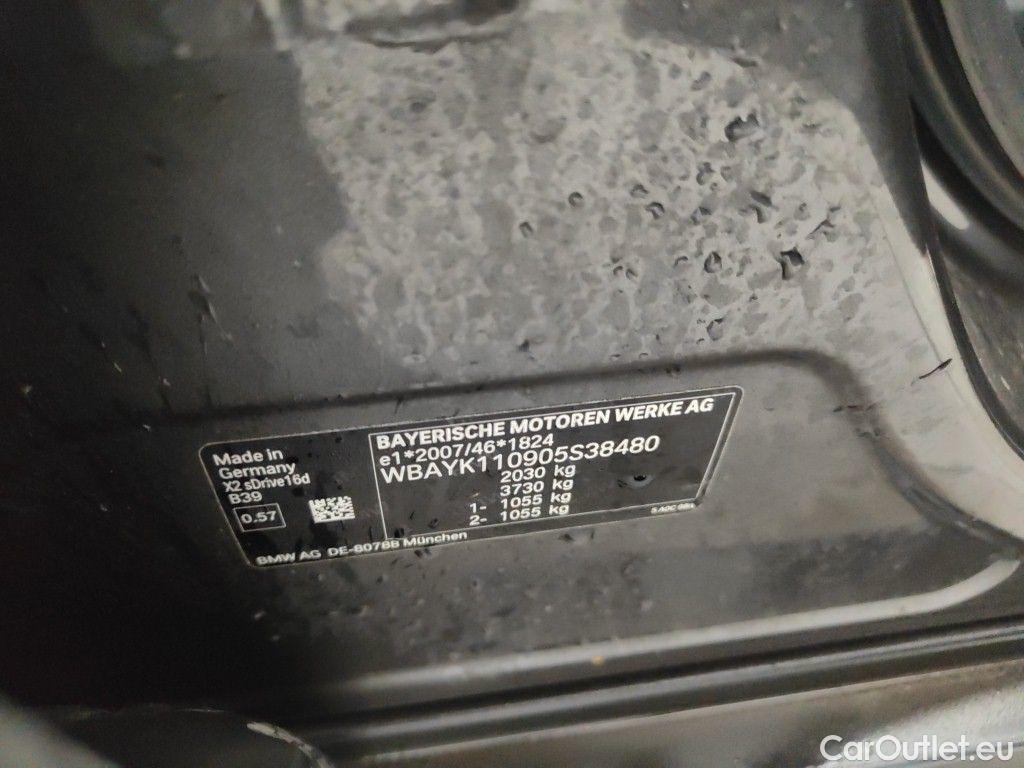 Made in
Germany
X2 sDrive16d
B39
0.57
BAYERISCHE MOTOREN WERKE AG
e1*2007/46*1824
WBAYK110905S38480
2030 kg
3730 kg
1- 1055 kg
2- 1055 kg
BMW AG DE-80788 München
CarOutlet.eu